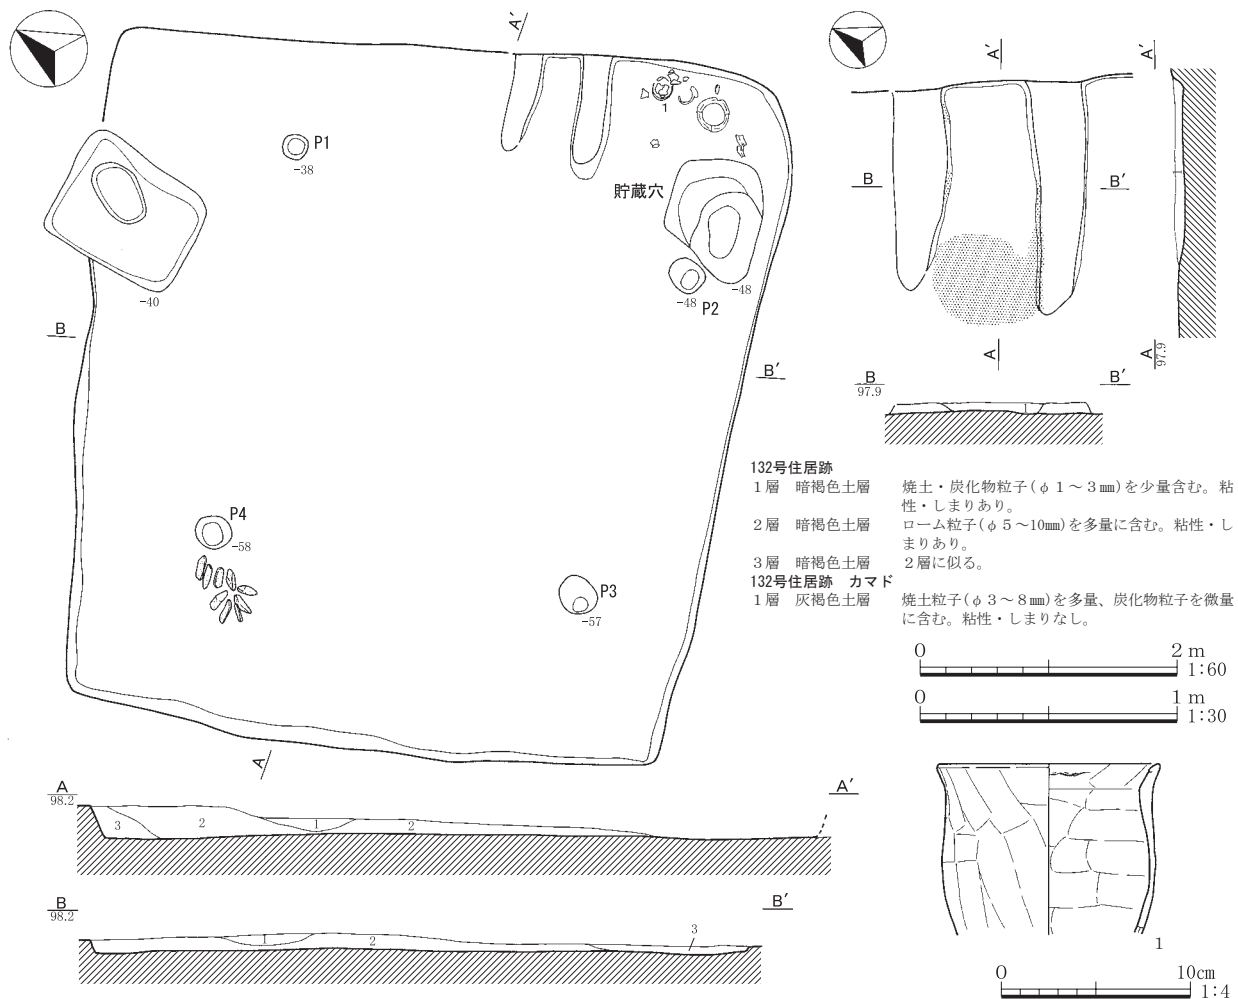 A′
P1
-38
1
貯蔵穴
-40
-48
-48
P2
B
B′
P4
-58
P3
-57
A
A
98.2
A′
3
2
1
2
B
98.2
B′
1
2
3
A′
A′
B
B′
A
A
97.9
B
97.9
B′
1
132号住居跡
1層 暗褐色土層 焼土・炭化物粒子(φ1～3㎜)を少量含む。粘
性・しまりあり。
2層 暗褐色土層 ローム粒子(φ5～10㎜)を多量に含む。粘性・し
まりあり。
3層 暗褐色土層 2層に似る。
132号住居跡 カマド
1層 灰褐色土層 焼土粒子(φ3～8㎜)を多量、炭化物粒子を微量
に含む。粘性・しまりなし。
0 2m
1:60
0 1m
1:30
1
0 10cm
1:4